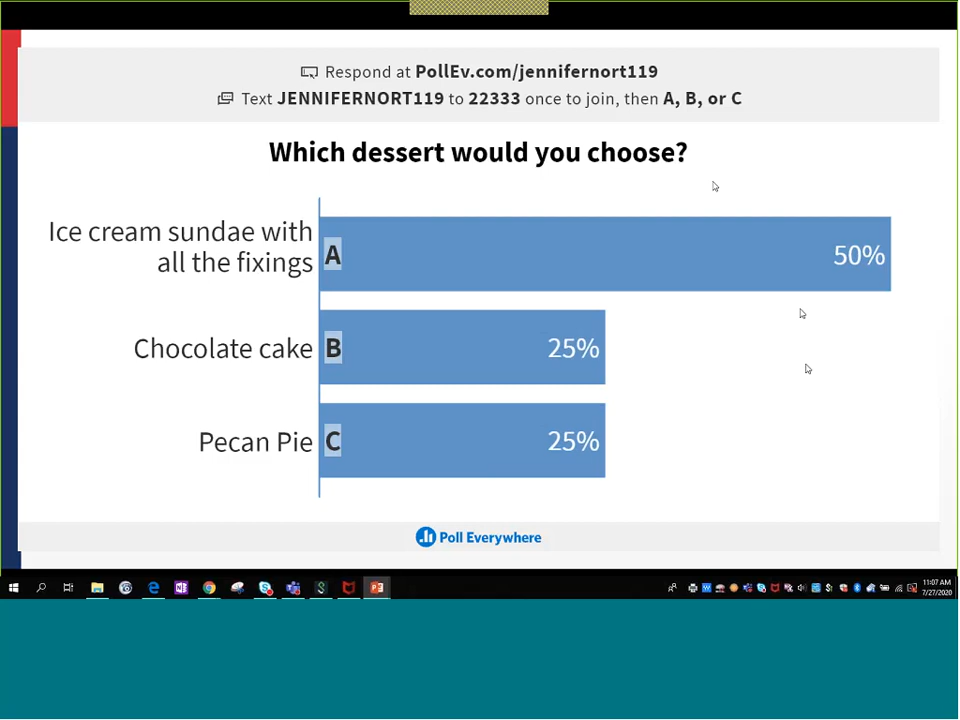 Respond at PollEv.com/jennifernort119
Text JENNIFERNORT119 to 22333 once to join, then A, B, or C
Which dessert would you choose?
Ice cream sundae with
all the fixings
A
50%
Chocolate cake
B
25%
Pecan Pie
C
25%
Poll Everywhere
11:07 AM
7/27/2020